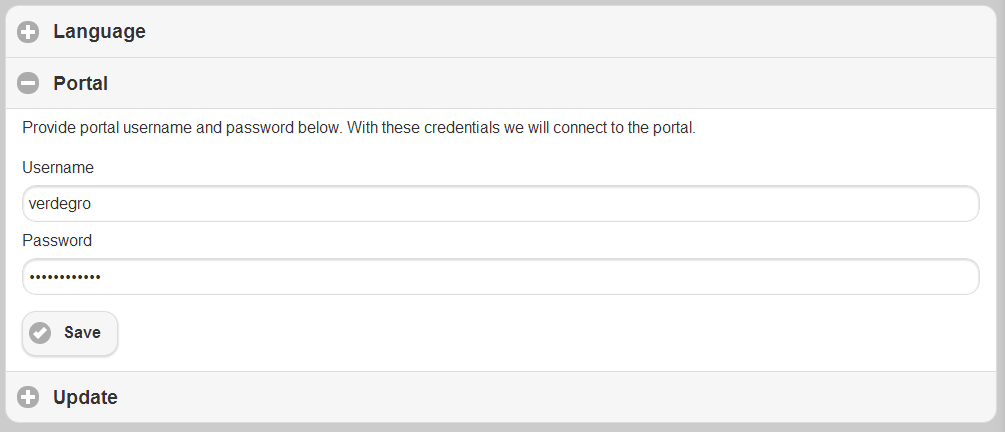 Language
Portal
Provide portal username and password below. With these credentials we will connect to the portal.
Username
verdegro
Password
••••••••••••
Save
Update